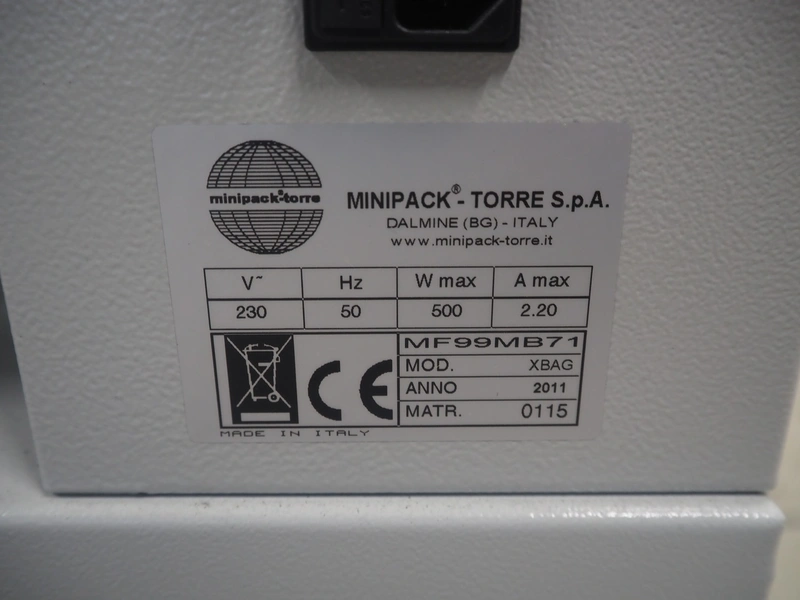 minipack®-torre
MINIPACK® - TORRE S.p.A.
DALMINE (BG) - ITALY
www.minipack-torre.it
V~ Hz W max A max
230 50 500 2.20
MF99MB71
MOD. XBAG
CE
ANNO 2011
MATR. 0115
MADE IN ITALY